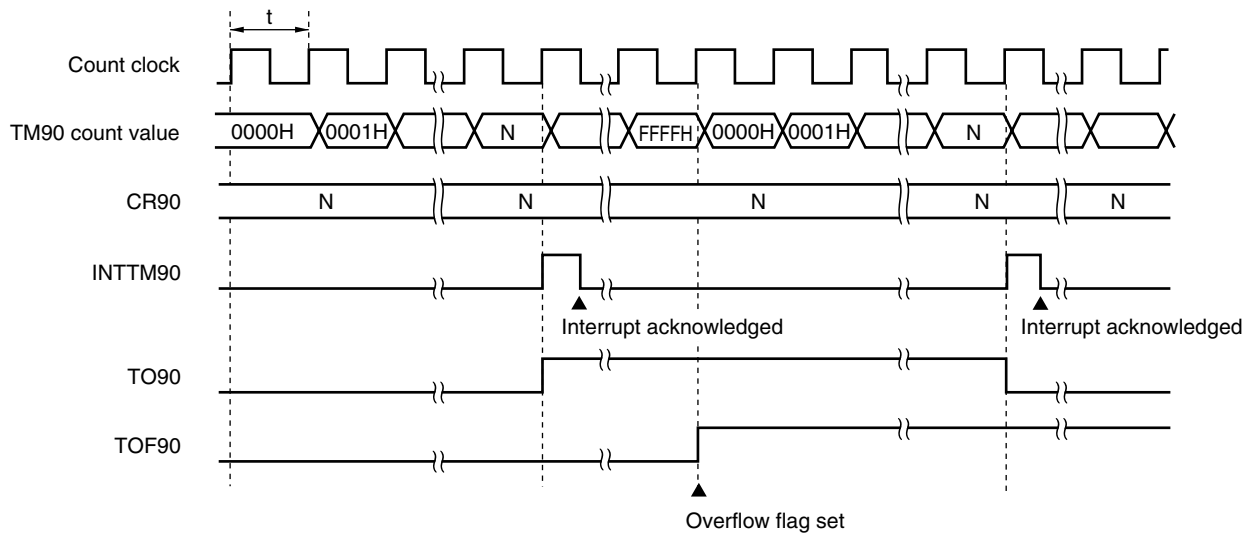 t
Count clock
TM90 count value 0000H 0001H N FFFFH 0000H 0001H N
CR90 N N N N N
INTTM90
Interrupt acknowledged Interrupt acknowledged
TO90
TOF90
Overflow flag set